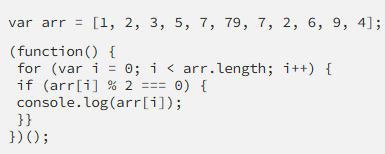 var arr = [1, 2, 3, 5, 7, 79, 7, 2, 6, 9, 4];
(function() {
for (var i = 0; i < arr.length; i++) {
if (arr[i] % 2 === 0) {
console.log(arr[i]);
}}
})();